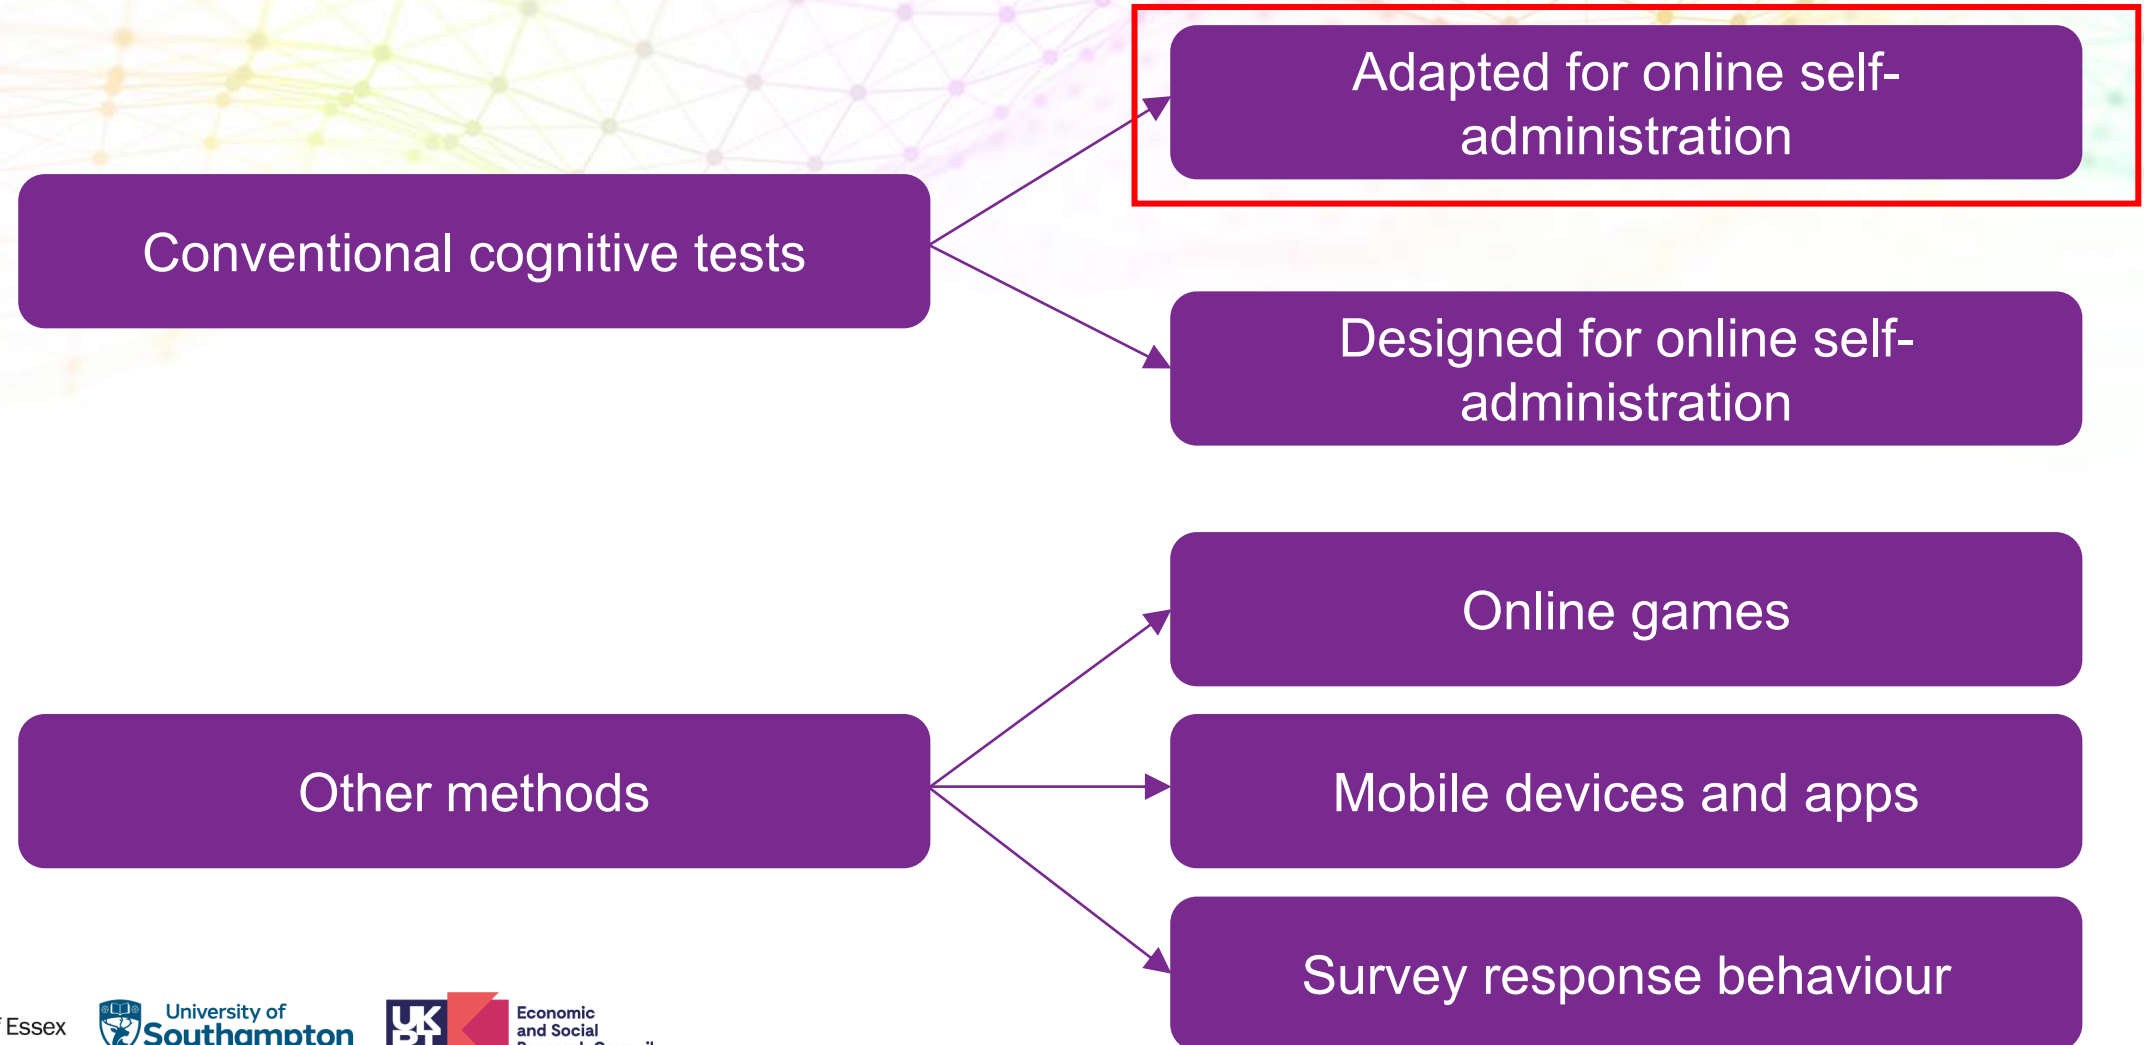 Adapted for online self-
administration
Conventional cognitive tests
Designed for online self-
administration
Online games
Other methods
Mobile devices and apps
Survey response behaviour
Essex
University of
Southampton
UK
Economic
and Social